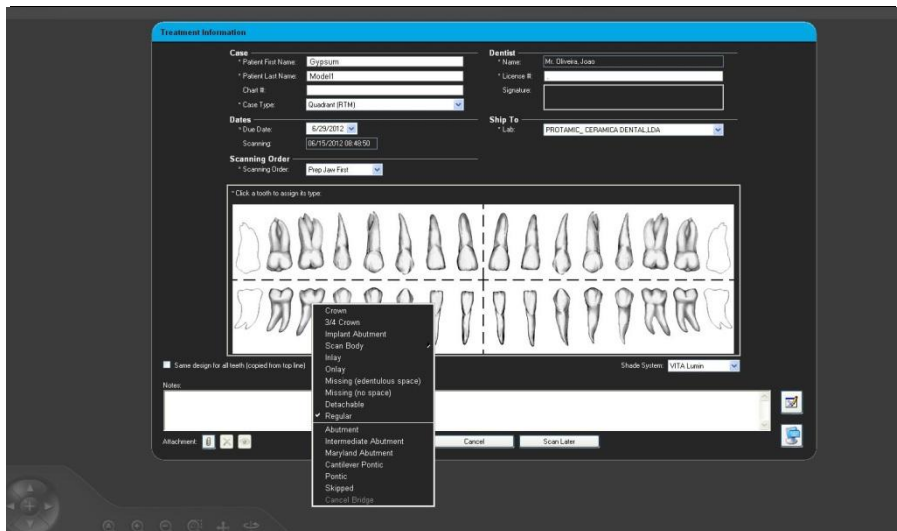 Treatment Information
Case
* Patient First Name: Gypsum
* Patient Last Name: Modell1
Chart #:
* Case Type: Quadrant (RTM)
Dentist
* Name: Mr. Oliveira, Joao
* License #:
Signature:
Dates
* Due Date: 6/29/2012
Scanning: 06/15/2012 08:48:50
Ship To
* Lab: PROTAMIC_ CERAMICA DENTAL,LDA
Scanning Order
* Scanning Order: Prep Jaw First
* Click a tooth to assign its type:
Crown
3/4 Crown
Implant Abutment
Scan Body
Inlay
Onlay
Missing (edentulous space)
Missing (no space)
Detachable
Regular
Abutment
Intermediate Abutment
Maryland Abutment
Cantilever Pontic
Pontic
Skipped
Cancel Bridge
Same design for all teeth (copied from top line)
Shade System: VITA Lumin
Notes:
Attachment:
Cancel
Scan Later